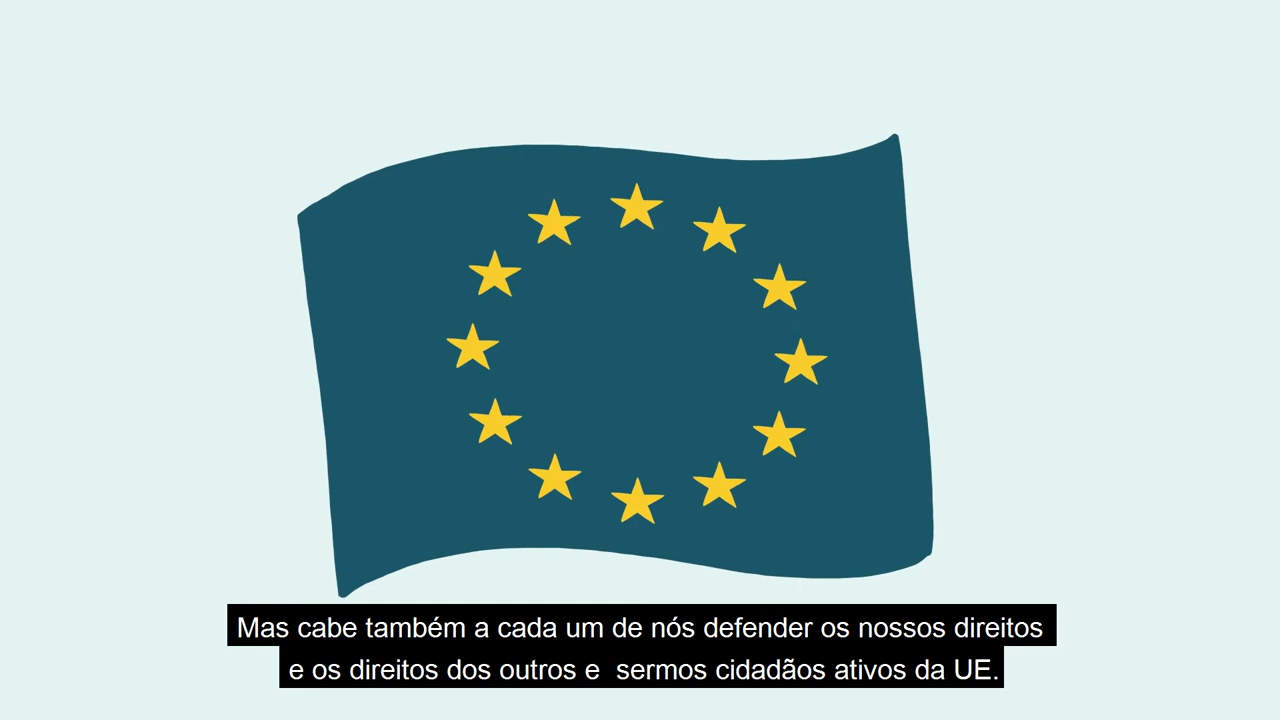 Mas cabe também a cada um de nós defender os nossos direitos
e os direitos dos outros e  sermos cidadãos ativos da UE.